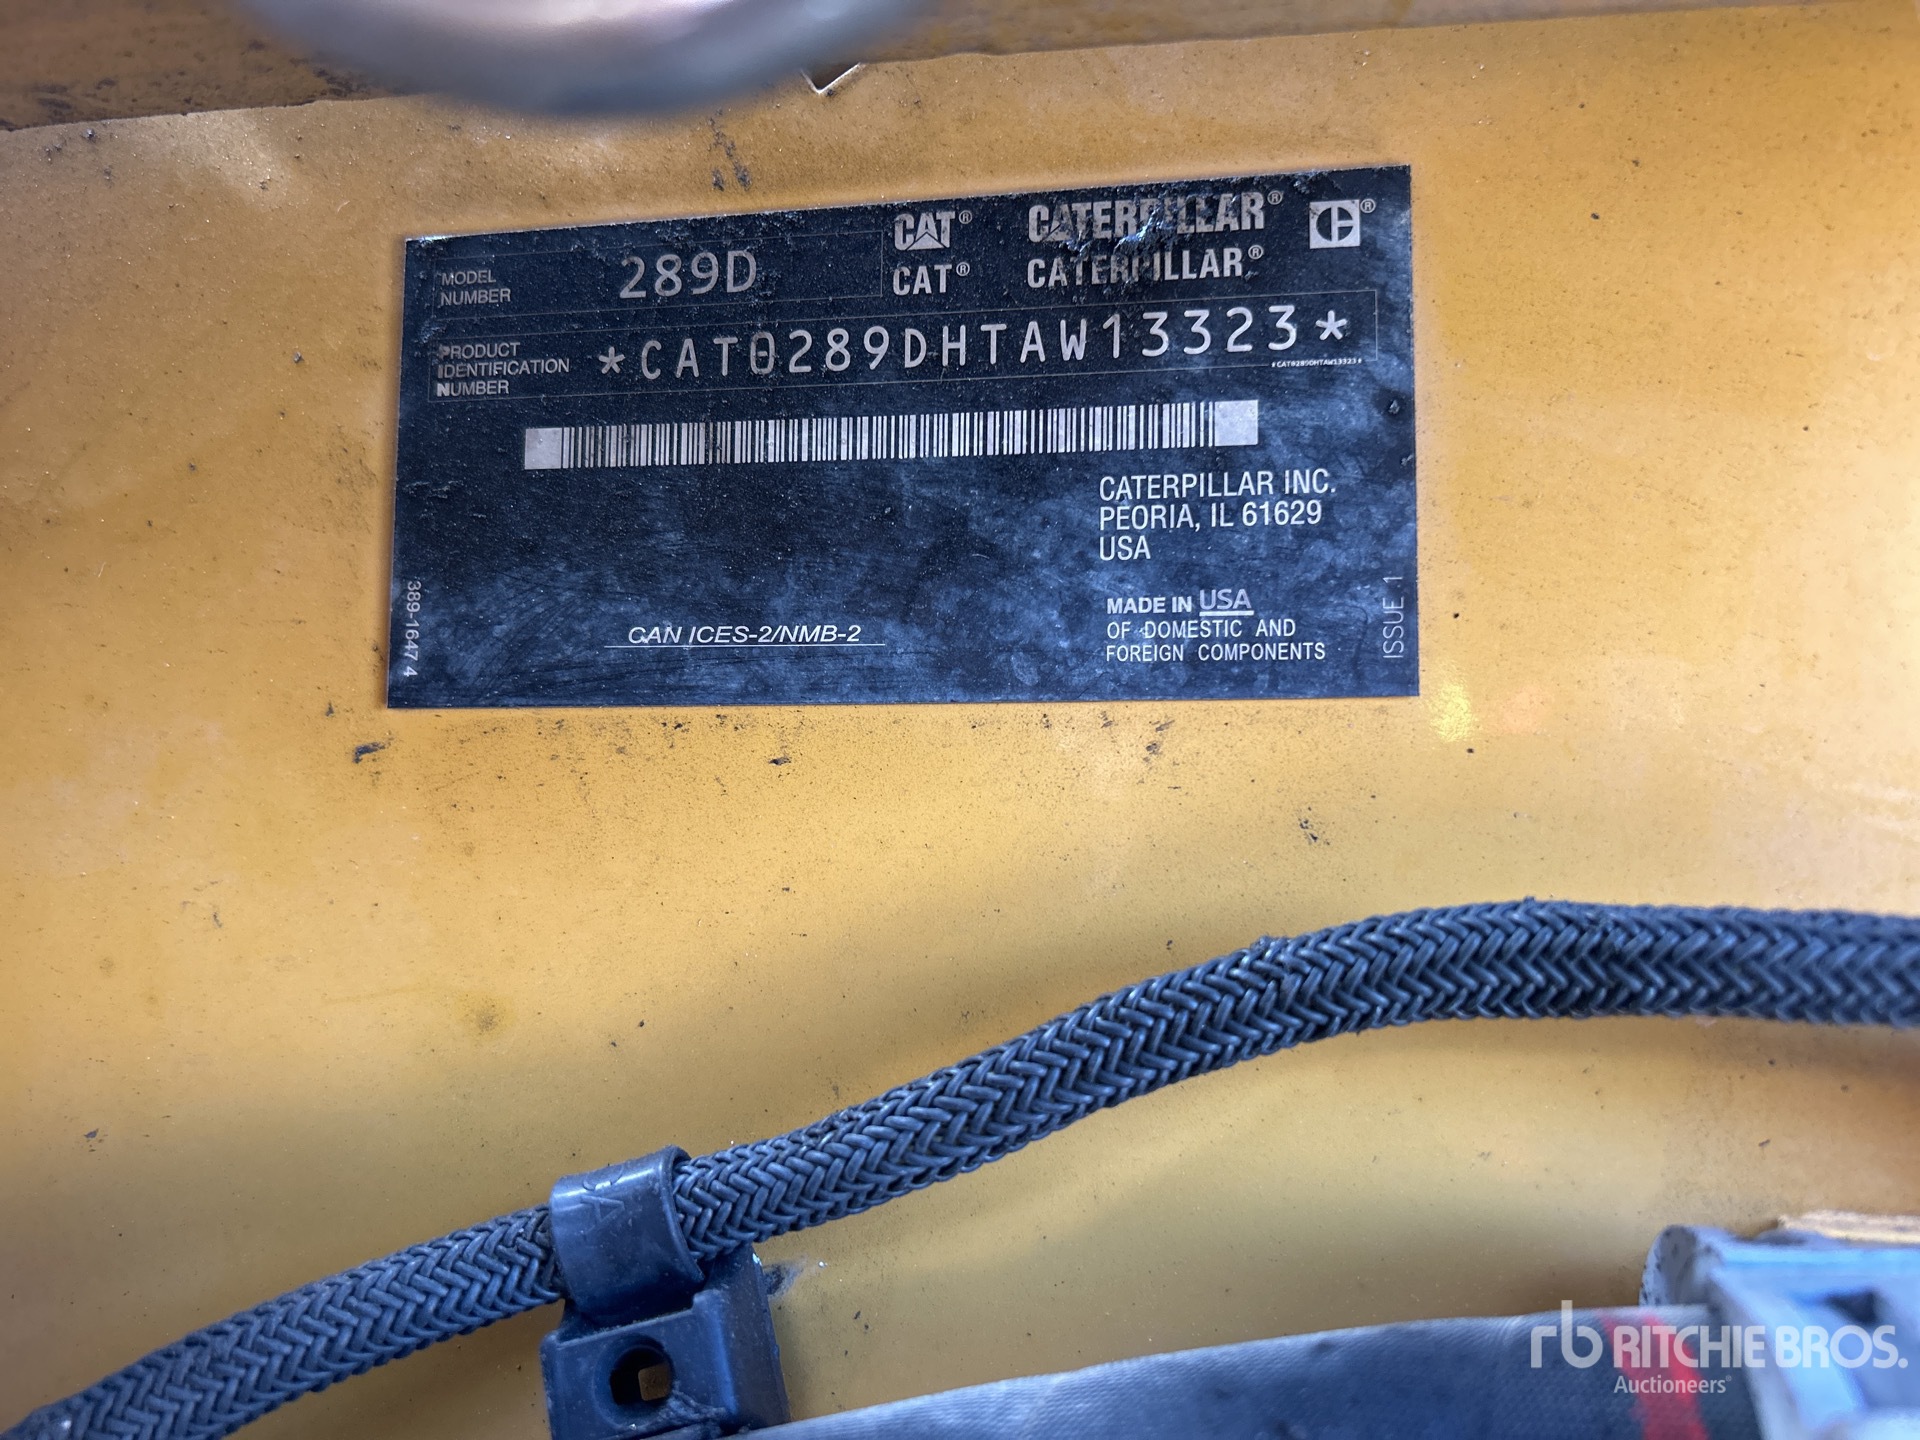 MODEL NUMBER 289D
CAT® CATERPILLAR®
CAT® CATERPILLAR®
PRODUCT IDENTIFICATION NUMBER *CAT0289DHTAW13323*
*CAT0289DHTAW13323*
CATERPILLAR INC.
PEORIA, IL 61629
USA
MADE IN USA
OF DOMESTIC AND
FOREIGN COMPONENTS
CAN ICES-2/NMB-2
389-1647 4
ISSUE 1
rb RITCHIE BROS.
Auctioneers